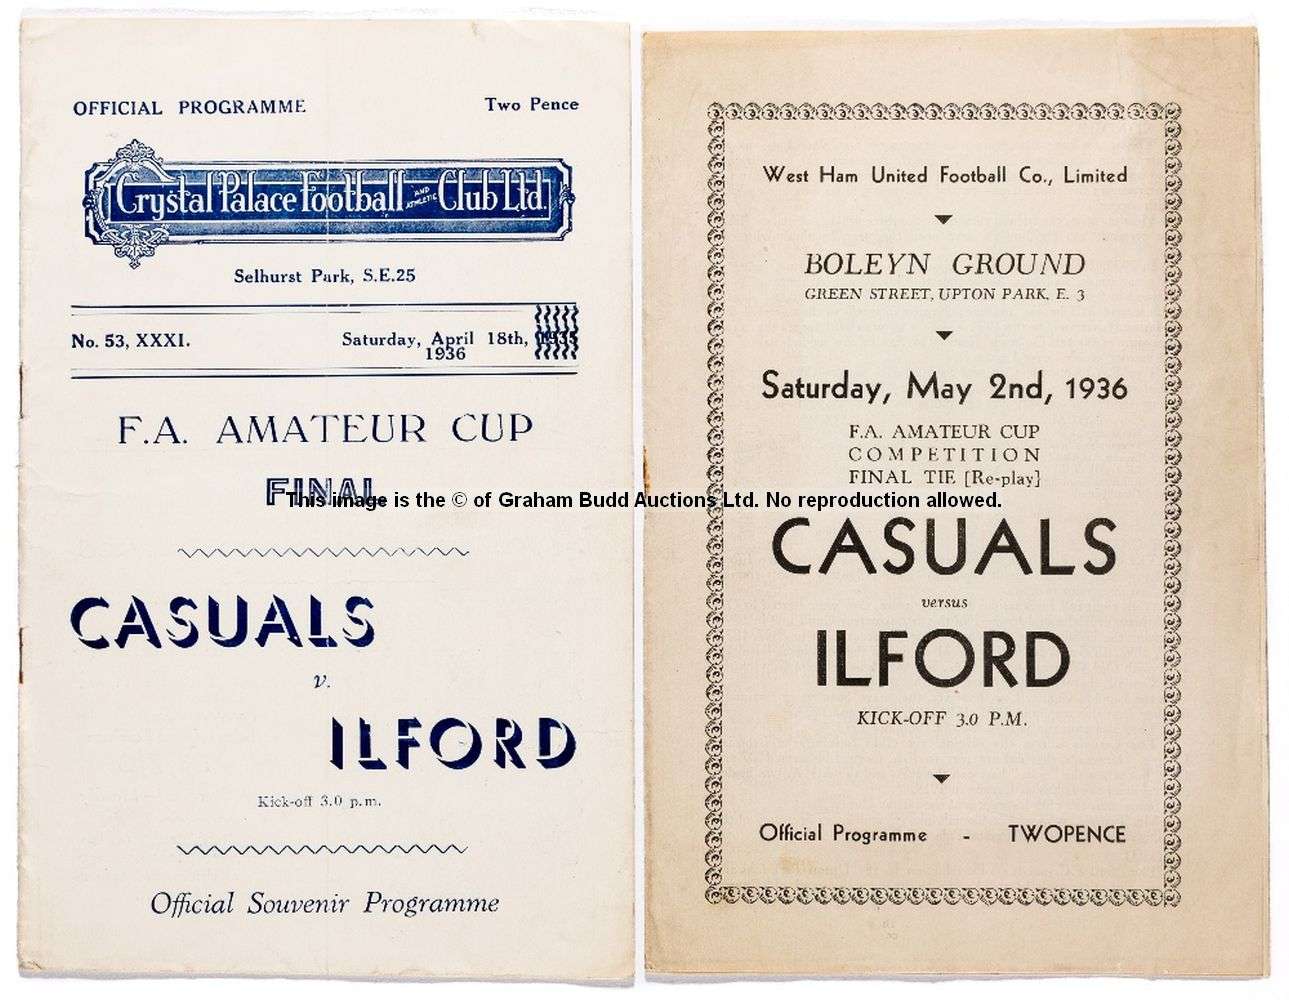 OFFICIAL PROGRAMME Two Pence
Crystal Palace Football AND ATHLETIC Club Ltd.
Selhurst Park, S.E.25
No. 53, XXXI. Saturday, April 18th, 1935
1936
F.A. AMATEUR CUP
FINAL
CASUALS
v.
ILFORD
Kick-off 3.0 p.m.
Official Souvenir Programme
West Ham United Football Co., Limited
BOLEYN GROUND
GREEN STREET, UPTON PARK, E. 3
Saturday, May 2nd, 1936
F.A. AMATEUR CUP
COMPETITION
FINAL TIE [Re-play]
CASUALS
versus
ILFORD
KICK-OFF 3.0 P.M.
Official Programme - TWOPENCE
This image is the © of Graham Budd Auctions Ltd. No reproduction allowed.